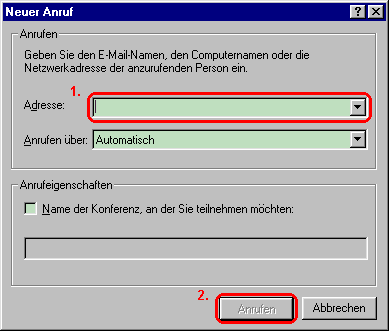 Neuer Anruf
Anrufen
Geben Sie den E-Mail-Namen, den Computernamen oder die
Netzwerkadresse der anzurufenden Person ein.
1.
Adresse:
Anrufen über: Automatisch
Anrufeigenschaften
Name der Konferenz, an der Sie teilnehmen möchten:
2.
Anrufen Abbrechen